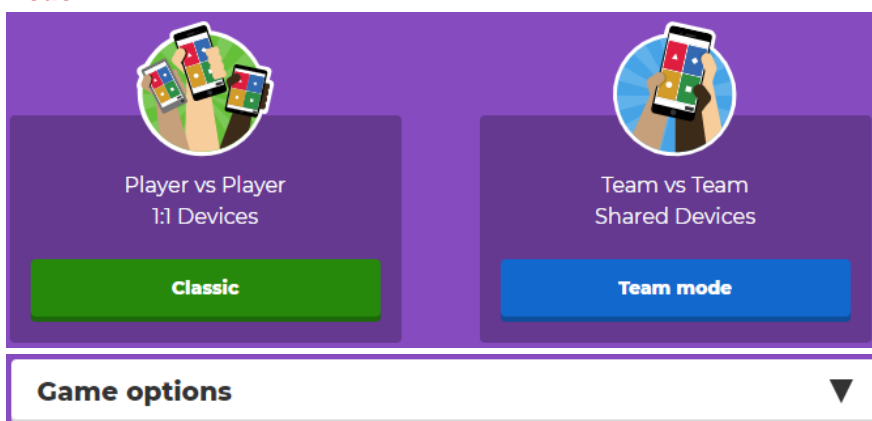 Player vs Player
1:1 Devices
Classic
Team vs Team
Shared Devices
Team mode
Game options